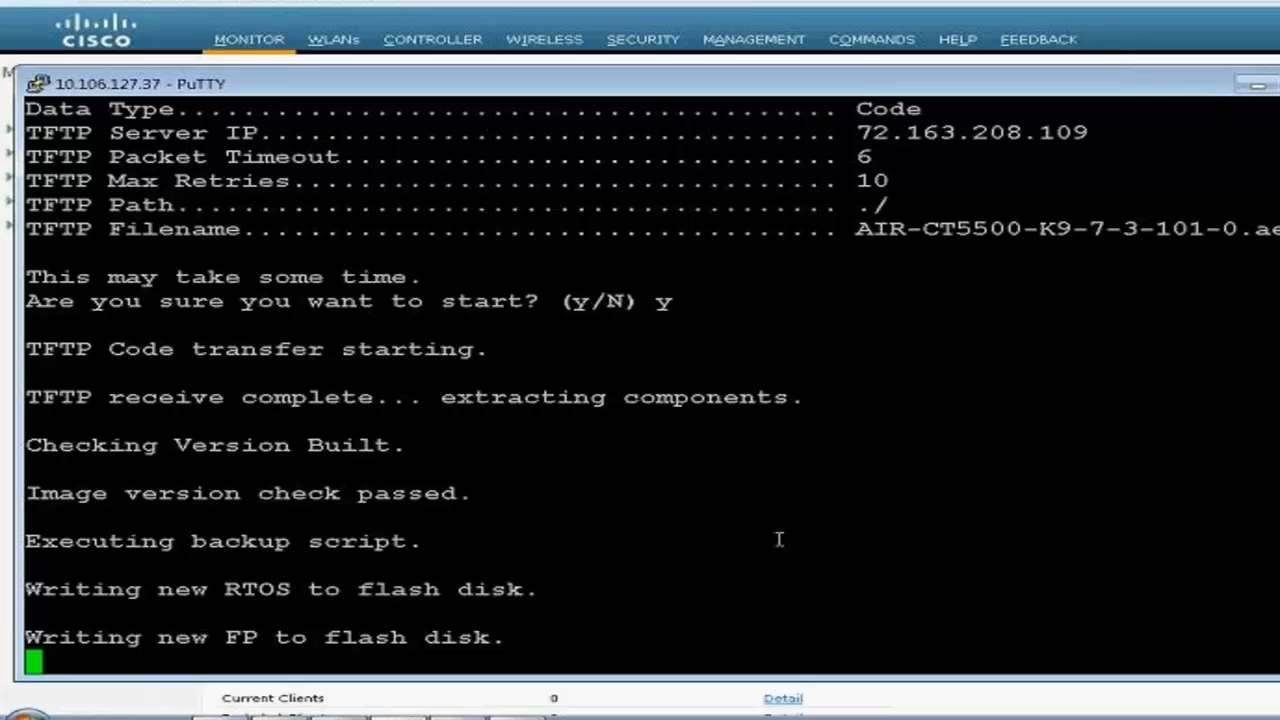 CISCO
MONITOR WLANs CONTROLLER WIRELESS SECURITY MANAGEMENT COMMANDS HELP FEEDBACK
10.106.127.37 - PuTTY
Data Type........................................ Code
TFTP Server IP................................... 72.163.208.109
TFTP Packet Timeout.............................. 6
TFTP Max Retries................................. 10
TFTP Path........................................ ./
TFTP Filename.................................... AIR-CT5500-K9-7-3-101-0.ae
This may take some time.
Are you sure you want to start? (y/N) y
TFTP Code transfer starting.
TFTP receive complete... extracting components.
Checking Version Built.
Image version check passed.
Executing backup script.
Writing new RTOS to flash disk.
Writing new FP to flash disk.
Current Clients 0 Detail